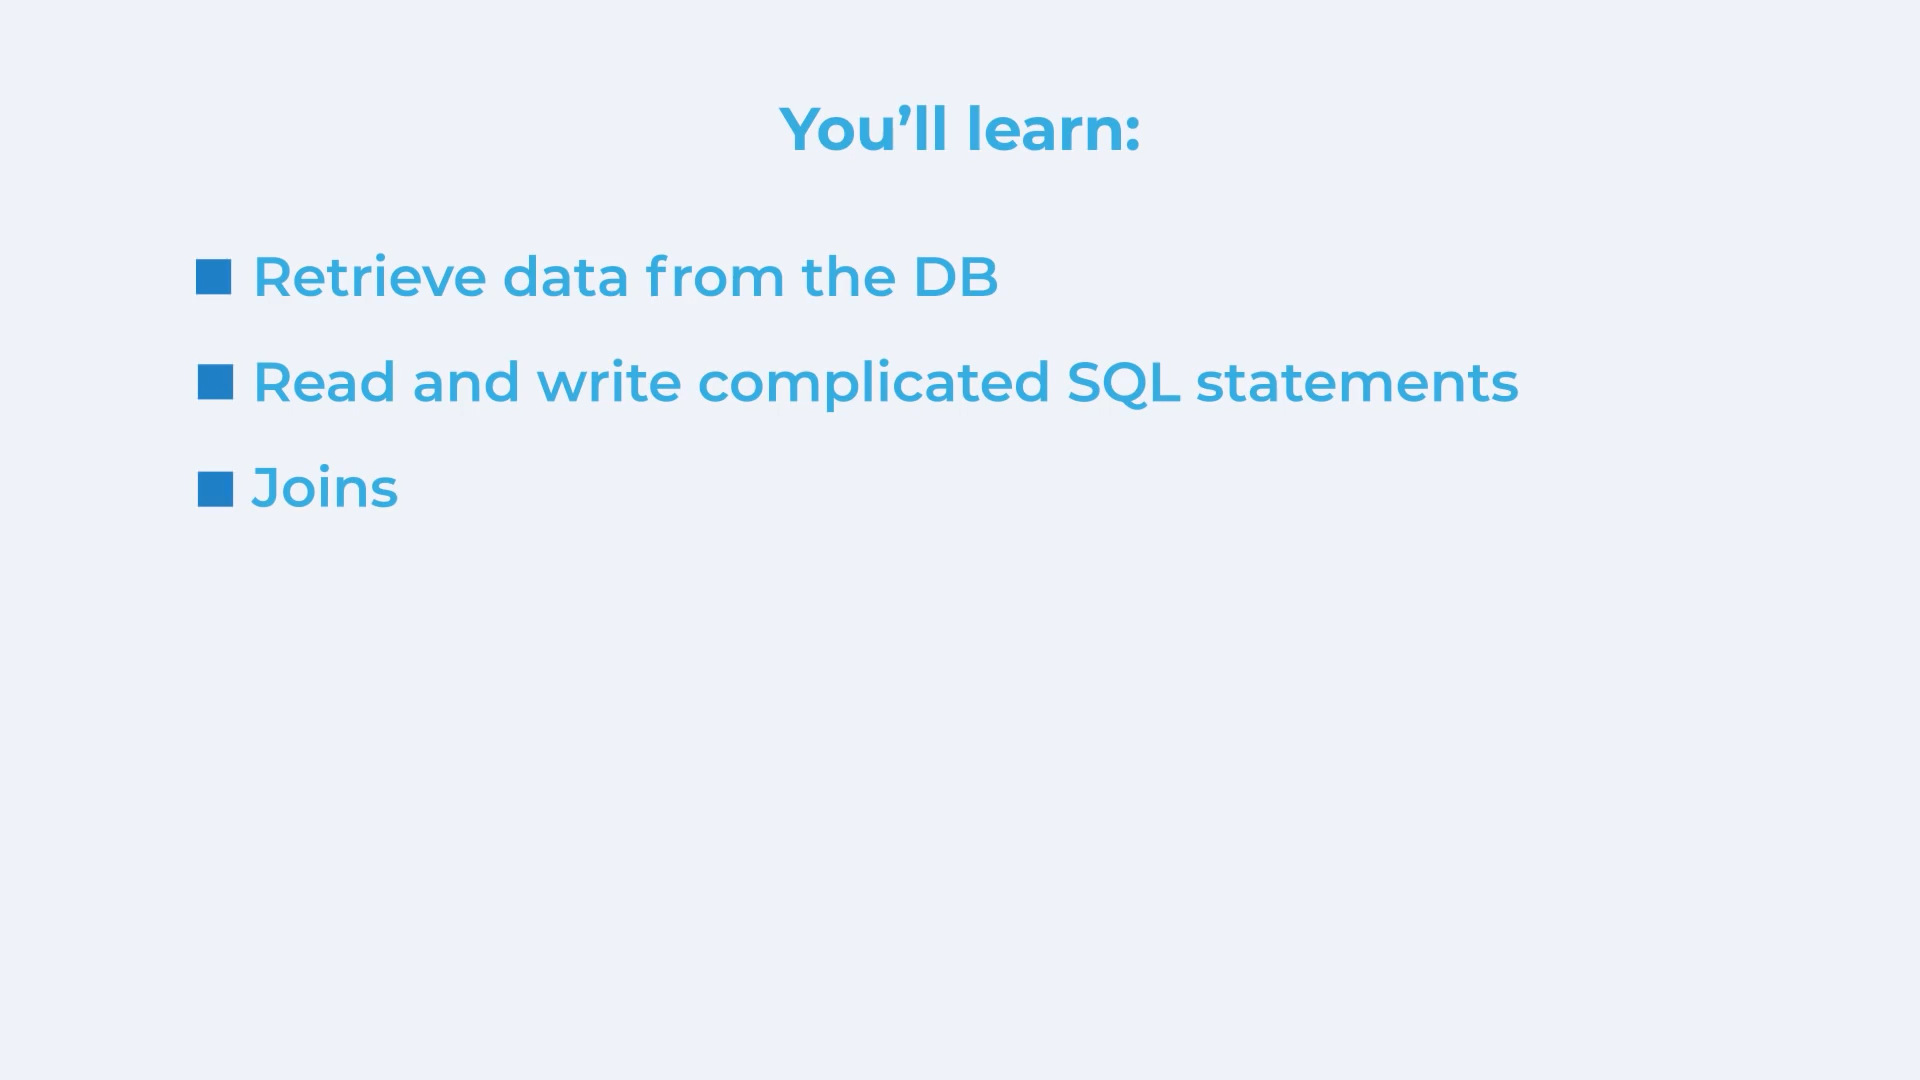 You’ll learn:
Retrieve data from the DB
Read and write complicated SQL statements
Joins